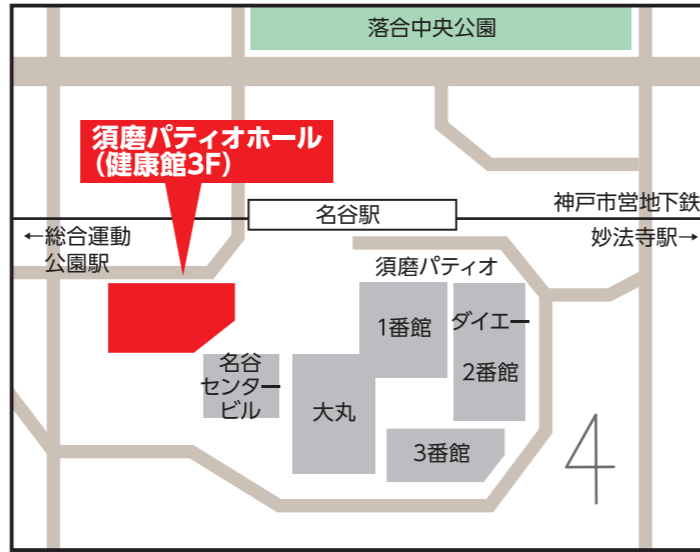 落合中央公園
須磨パティオホール
（健康館3F）
名谷駅
神戸市営地下鉄
←総合運動
公園駅
妙法寺駅→
須磨パティオ
1番館
ダイエー
2番館
名谷
センター
ビル
大丸
3番館
4